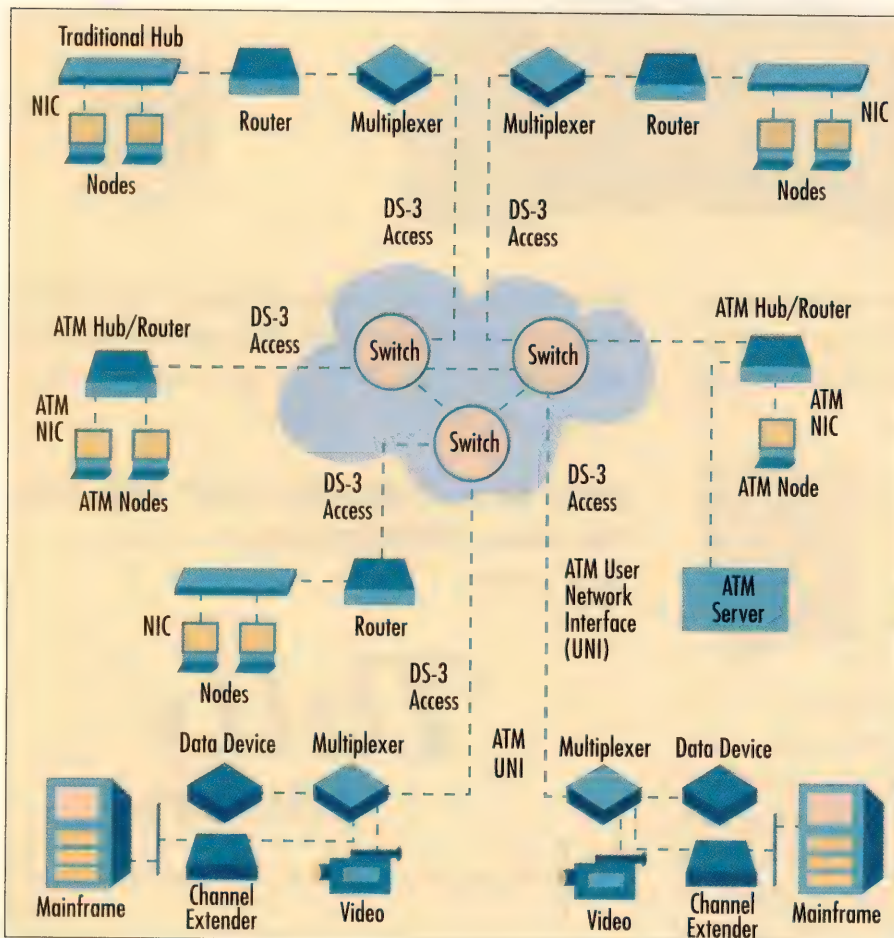 Traditional Hub
NIC
Nodes
Router
Multiplexer
Multiplexer
Router
NIC
Nodes
DS-3
Access
DS-3
Access
ATM Hub/Router
DS-3
Access
Switch
Switch
Switch
ATM Hub/Router
ATM
NIC
ATM Nodes
ATM
NIC
ATM Node
DS-3
Access
DS-3
Access
NIC
Nodes
Router
ATM User
Network
Interface
(UNI)
ATM
Server
DS-3
Access
ATM
UNI
Data Device
Multiplexer
Mainframe
Channel
Extender
Video
Multiplexer
Data Device
Video
Channel
Extender
Mainframe